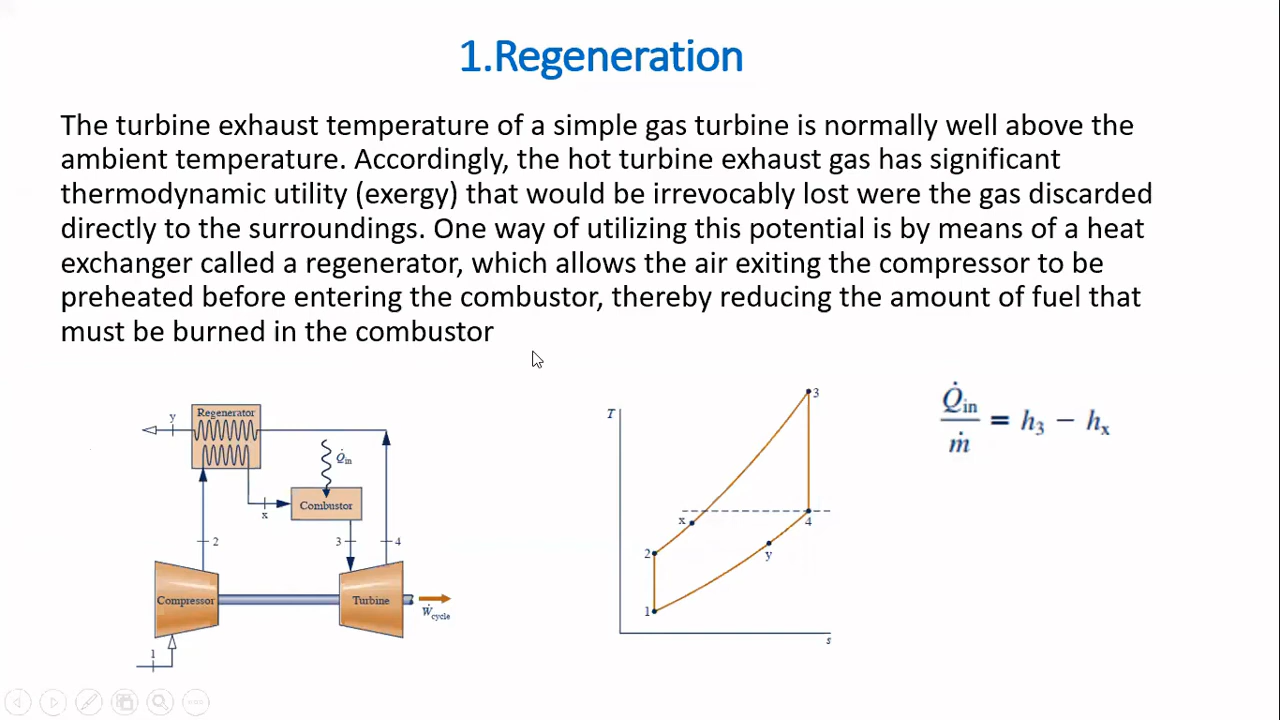 1.Regeneration
The turbine exhaust temperature of a simple gas turbine is normally well above the
ambient temperature. Accordingly, the hot turbine exhaust gas has significant
thermodynamic utility (exergy) that would be irrevocably lost were the gas discarded
directly to the surroundings. One way of utilizing this potential is by means of a heat
exchanger called a regenerator, which allows the air exiting the compressor to be
preheated before entering the combustor, thereby reducing the amount of fuel that
must be burned in the combustor
Regenerator
y
Q̇in
Combustor
x
2
3
4
Compressor
Turbine
Ẇcycle
1
T
3
x
4
2
y
1
s
Q̇in
ṁ
= h3 − hx